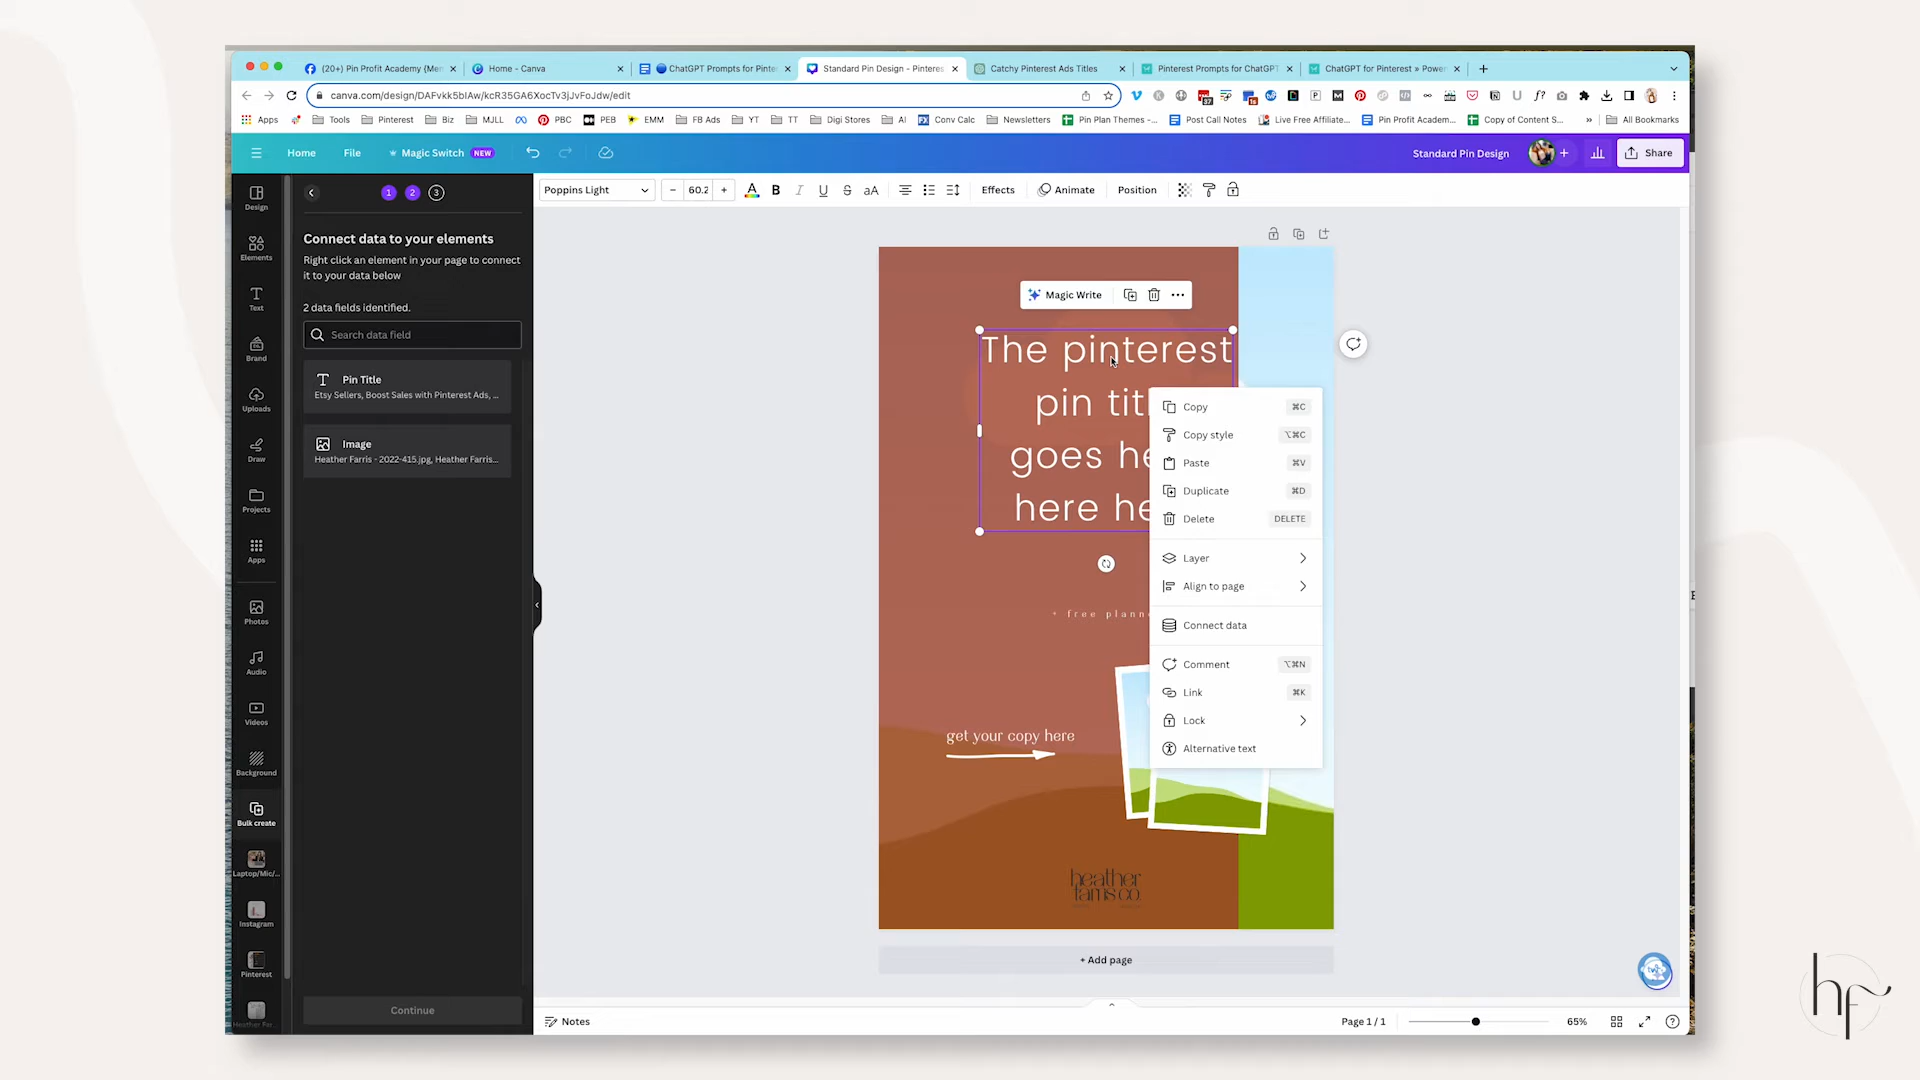 (20+) Pin Profit Academy {Men
Home - Canva
ChatGPT Prompts for Pinte
Standard Pin Design - Pinteres
Catchy Pinterest Ads Titles
Pinterest Prompts for ChatGPT
ChatGPT for Pinterest » Power
canva.com/design/DAFvkk5bIAw/kcR35GA6XocTv3jJvFoJdw/edit
Apps
Tools
Pinterest
Biz
MJLL
PBC
PEB
EMM
FB Ads
YT
TT
Digi Stores
AI
Conv Calc
Newsletters
Pin Plan Themes -...
Post Call Notes
Live Free Affiliate...
Pin Profit Academ...
Copy of Content S...
»
All Bookmarks
Home
File
Magic Switch NEW
Standard Pin Design
Share
Poppins Light
60.2
A B I U S aA
Effects
Animate
Position
Design
Elements
Text
Brand
Uploads
Draw
Projects
Apps
Photos
Audio
Videos
Background
Bulk create
Laptop/Mic/...
Instagram
Pinterest
Heather Far...
1 2 3
Connect data to your elements
Right click an element in your page to connect
it to your data below
2 data fields identified.
Search data field
Pin Title
Etsy Sellers, Boost Sales with Pinterest Ads, ...
Image
Heather Farris - 2022-415.jpg, Heather Farris...
Continue
Magic Write
The pinterest
pin titl
goes he
here he
+ free plann
get your copy here
heather
farris co.
Copy ⌘C
Copy style ⌥⌘C
Paste ⌘V
Duplicate ⌘D
Delete DELETE
Layer
Align to page
Connect data
Comment ⌥⌘N
Link ⌘K
Lock
Alternative text
+ Add page
Notes
Page 1 / 1
65%
hf